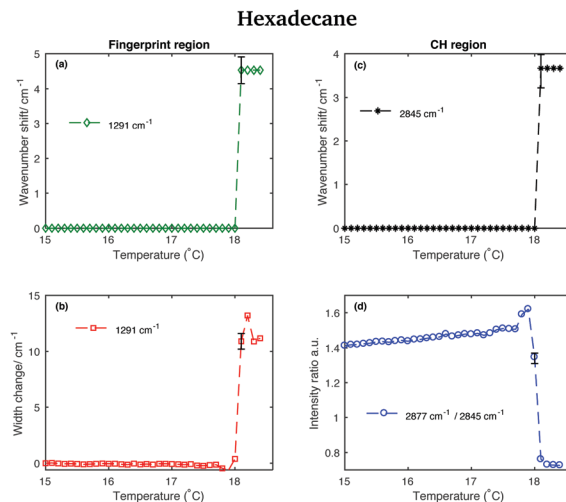 Hexadecane
Fingerprint region
CH region
(a)
1291 cm-1
Wavenumber shift/ cm-1
5
4
3
2
1
0
15
16
17
18
Temperature (°C)
(c)
2845 cm-1
Wavenumber shift/ cm-1
4
3
2
1
0
15
16
17
18
Temperature (°C)
(b)
1291 cm-1
Width change/ cm-1
15
10
5
0
15
16
17
18
Temperature (°C)
(d)
2877 cm-1 / 2845 cm-1
Intensity ratio a.u.
1.6
1.4
1.2
1
0.8
15
16
17
18
Temperature (°C)